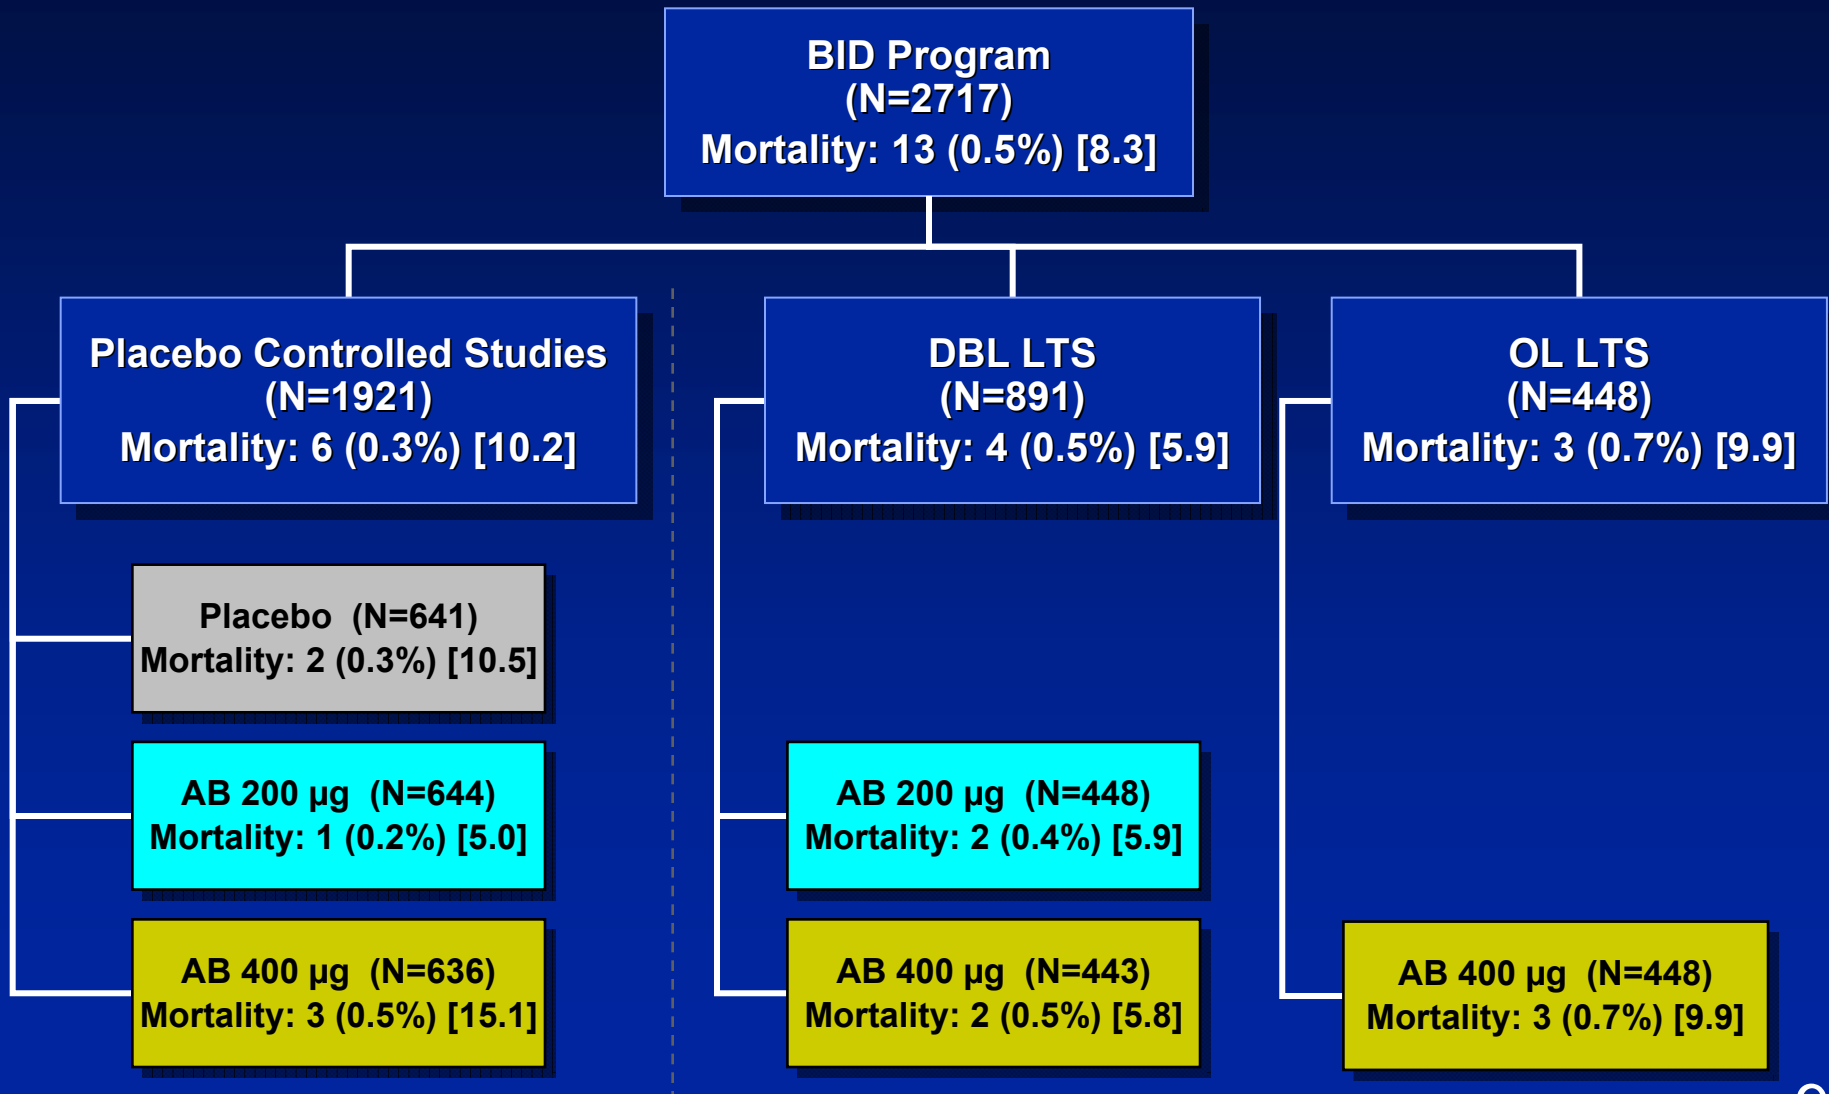 BID Program
(N=2717)
Mortality: 13 (0.5%) [8.3]
Placebo Controlled Studies
(N=1921)
Mortality: 6 (0.3%) [10.2]
DBL LTS
(N=891)
Mortality: 4 (0.5%) [5.9]
OL LTS
(N=448)
Mortality: 3 (0.7%) [9.9]
Placebo (N=641)
Mortality: 2 (0.3%) [10.5]
AB 200 µg (N=644)
Mortality: 1 (0.2%) [5.0]
AB 400 µg (N=636)
Mortality: 3 (0.5%) [15.1]
AB 200 µg (N=448)
Mortality: 2 (0.4%) [5.9]
AB 400 µg (N=443)
Mortality: 2 (0.5%) [5.8]
AB 400 µg (N=448)
Mortality: 3 (0.7%) [9.9]